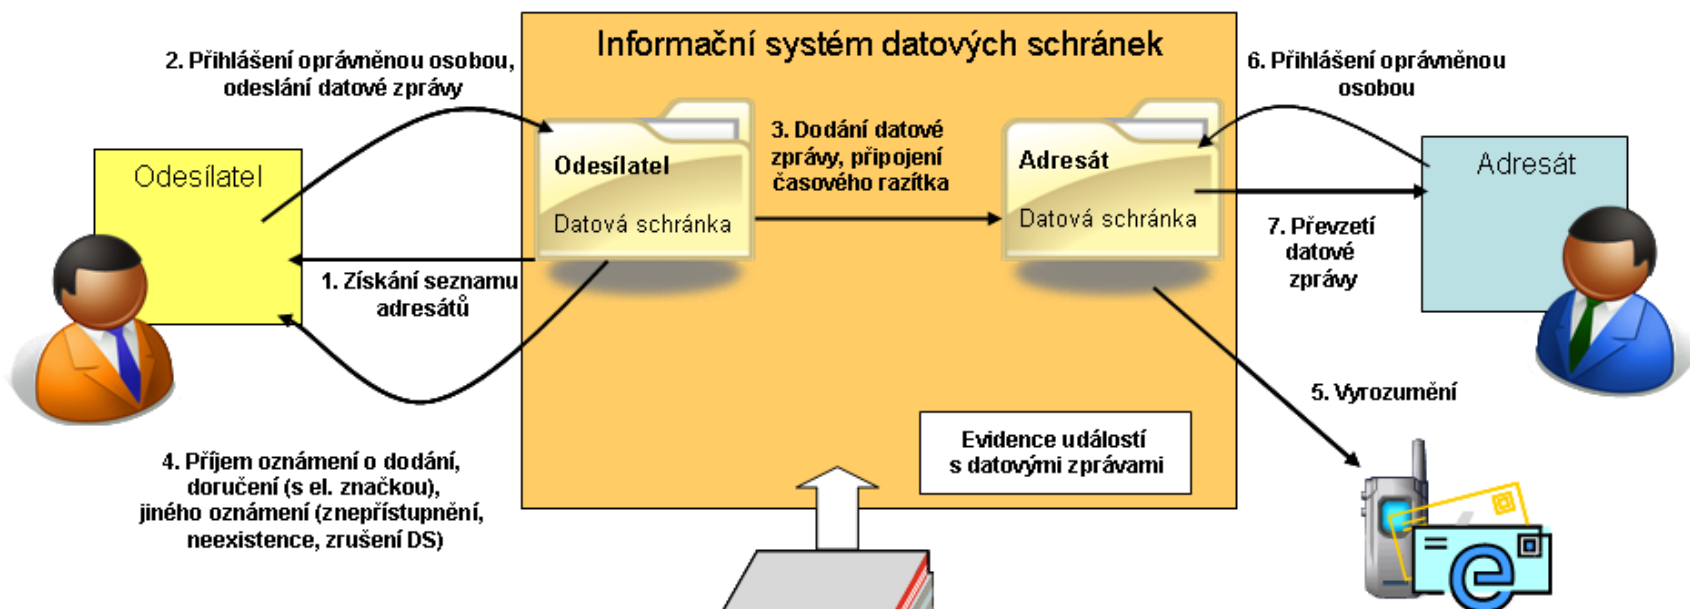 Informační systém datových schránek
2. Přihlášení oprávněnou osobou,
odeslání datové zprávy
6. Přihlášení oprávněnou
osobou
Odesílatel
Odesílatel
Datová schránka
3. Dodání datové
zprávy, připojení
časového razítka
Adresát
Datová schránka
Adresát
1. Získání seznamu
adresátů
7. Převzetí
datové
zprávy
5. Vyrozumění
4. Příjem oznámení o dodání,
doručení (s el. značkou),
jiného oznámení (znepřístupnění,
neexistence, zrušení DS)
Evidence událostí
s datovými zprávami
e